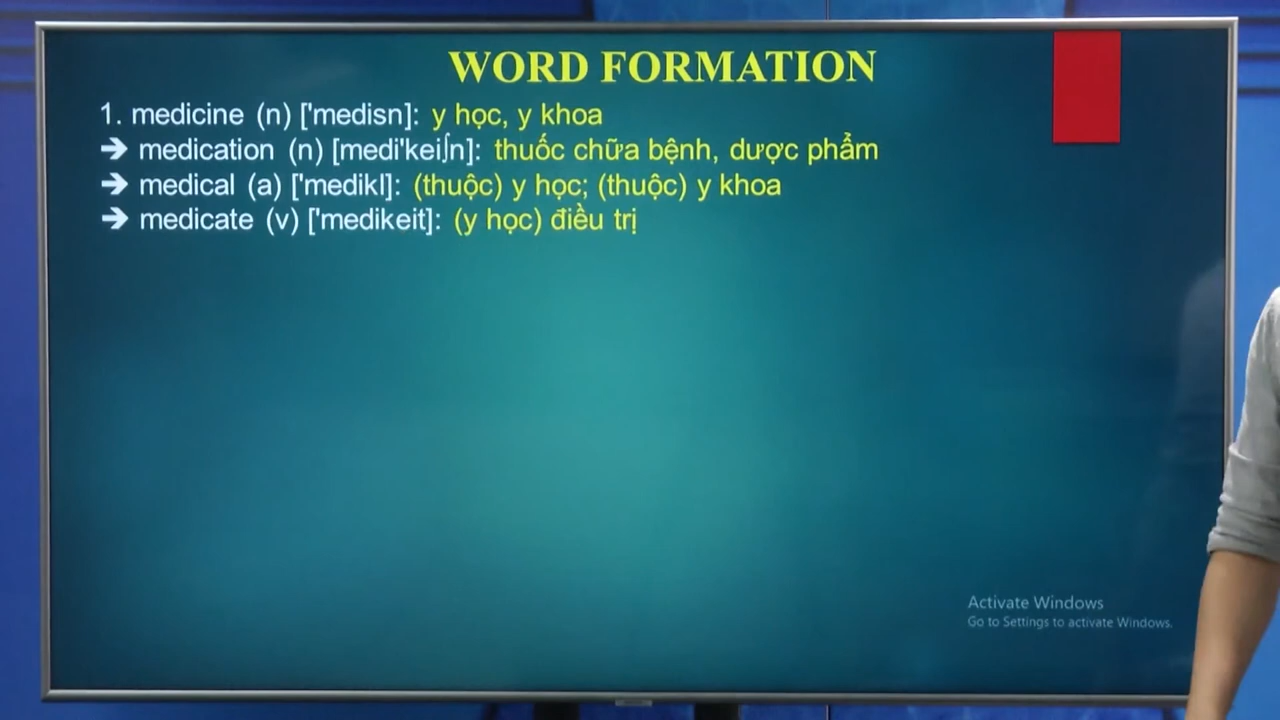 WORD FORMATION
1. medicine (n) ['medisn]: y học, y khoa
➔ medication (n) [medi'kei∫n]: thuốc chữa bệnh, dược phẩm
➔ medical (a) ['medikl]: (thuộc) y học; (thuộc) y khoa
➔ medicate (v) ['medikeit]: (y học) điều trị
Activate Windows
Go to Settings to activate Windows.